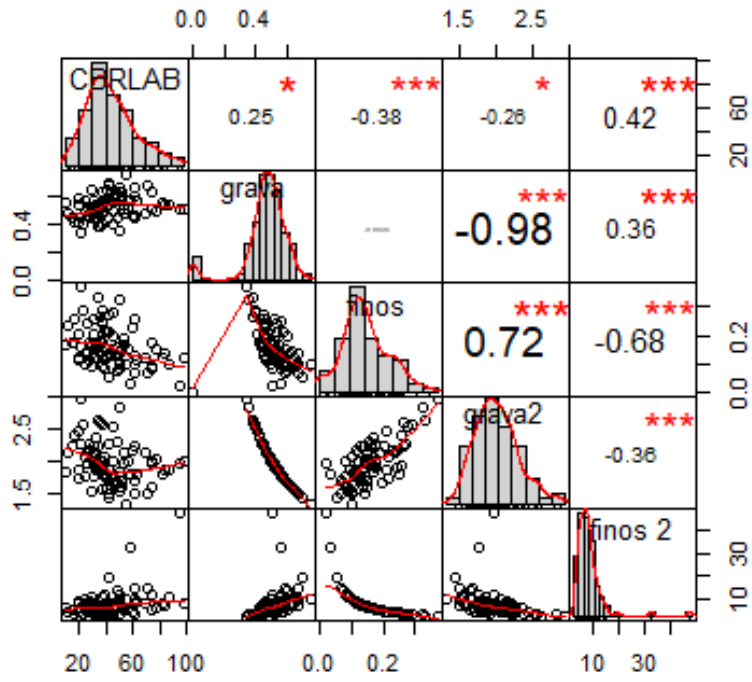 0.0 0.4 1.5 2.5
CBRLAB * *** * ***
0.25 -0.38 -0.26 0.42
20 60
grava *** ***
-0.98 0.36
0.0 0.4
finos *** ***
0.72 -0.68
0.0 0.2
grava2 ***
-0.36
1.5 2.5
finos 2
10 30
20 60 100 0.0 0.2 10 30